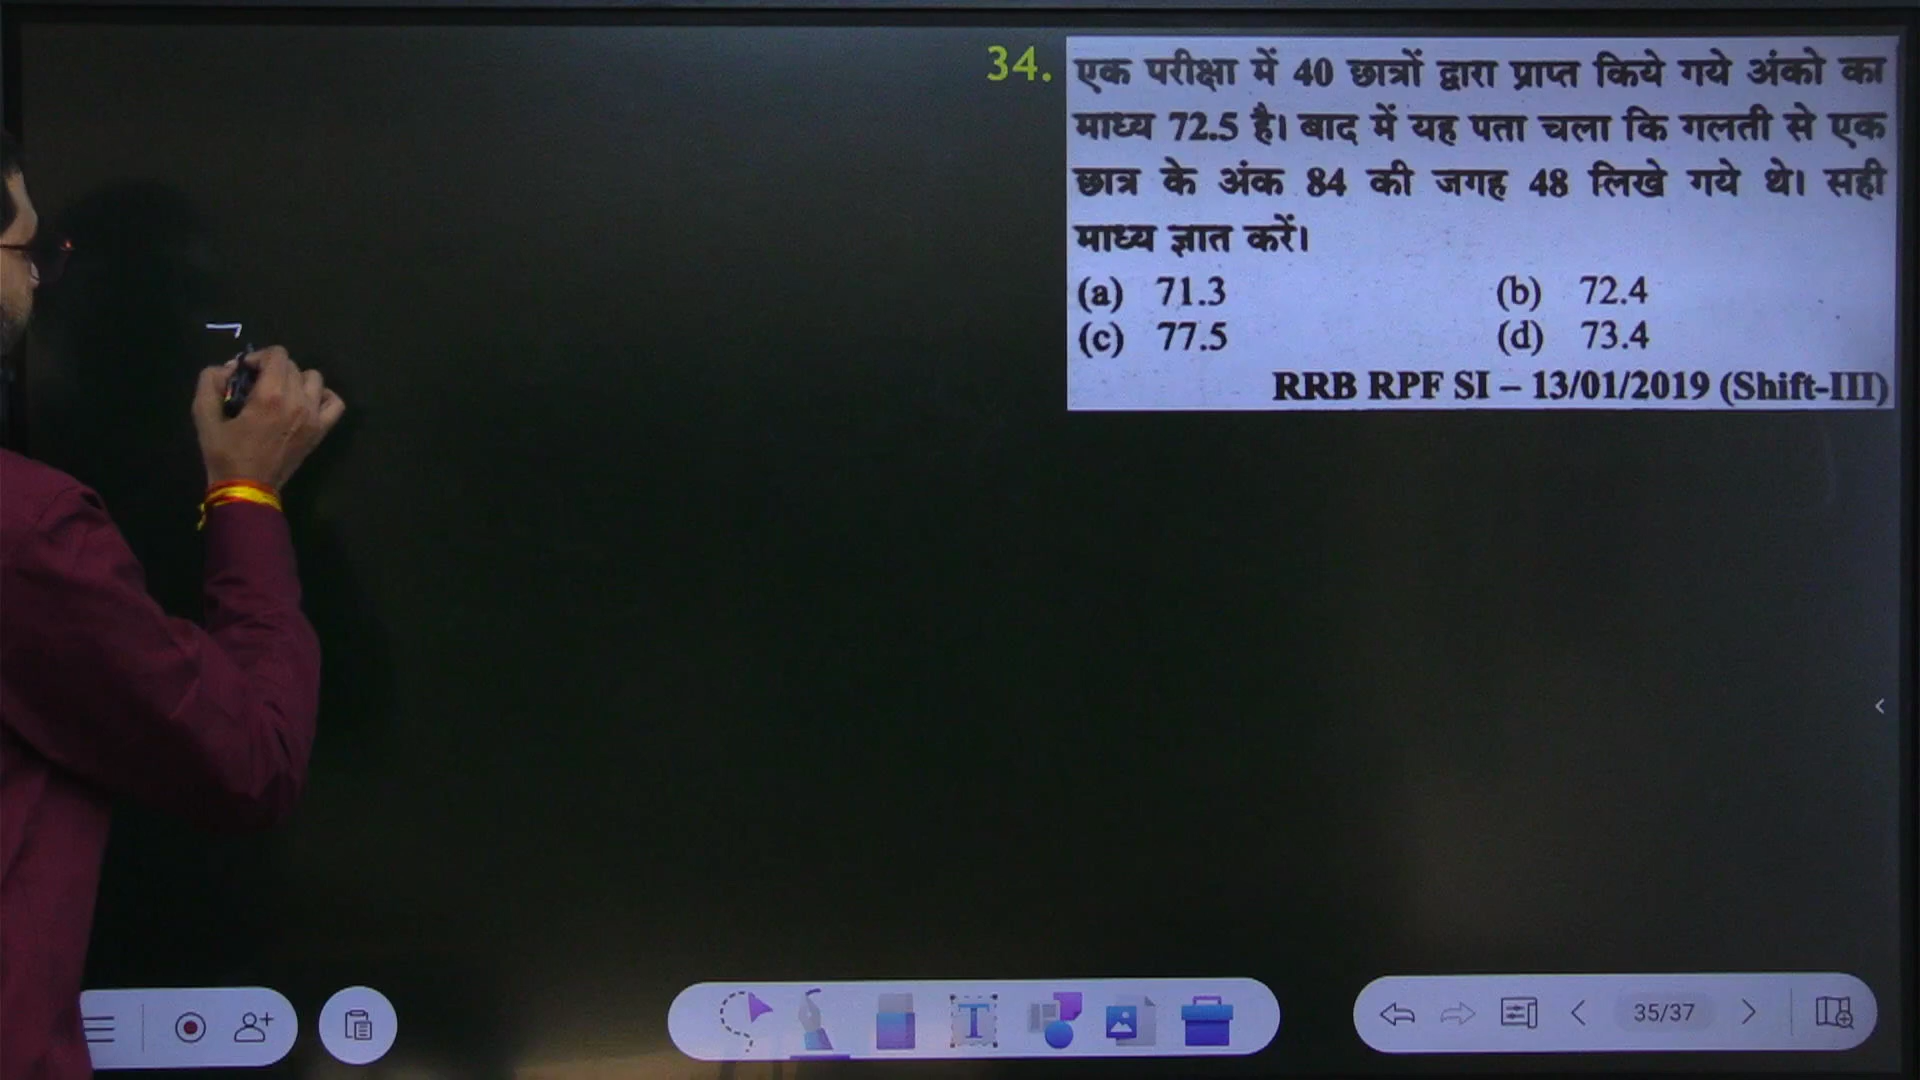 34.
एक परीक्षा में 40 छात्रों द्वारा प्राप्त किये गये अंको का
माध्य 72.5 है। बाद में यह पता चला कि गलती से एक
छात्र के अंक 84 की जगह 48 लिखे गये थे। सही
माध्य ज्ञात करें।
(a) 71.3 (b) 72.4
(c) 77.5 (d) 73.4
RRB RPF SI – 13/01/2019 (Shift-III)
T
35/37